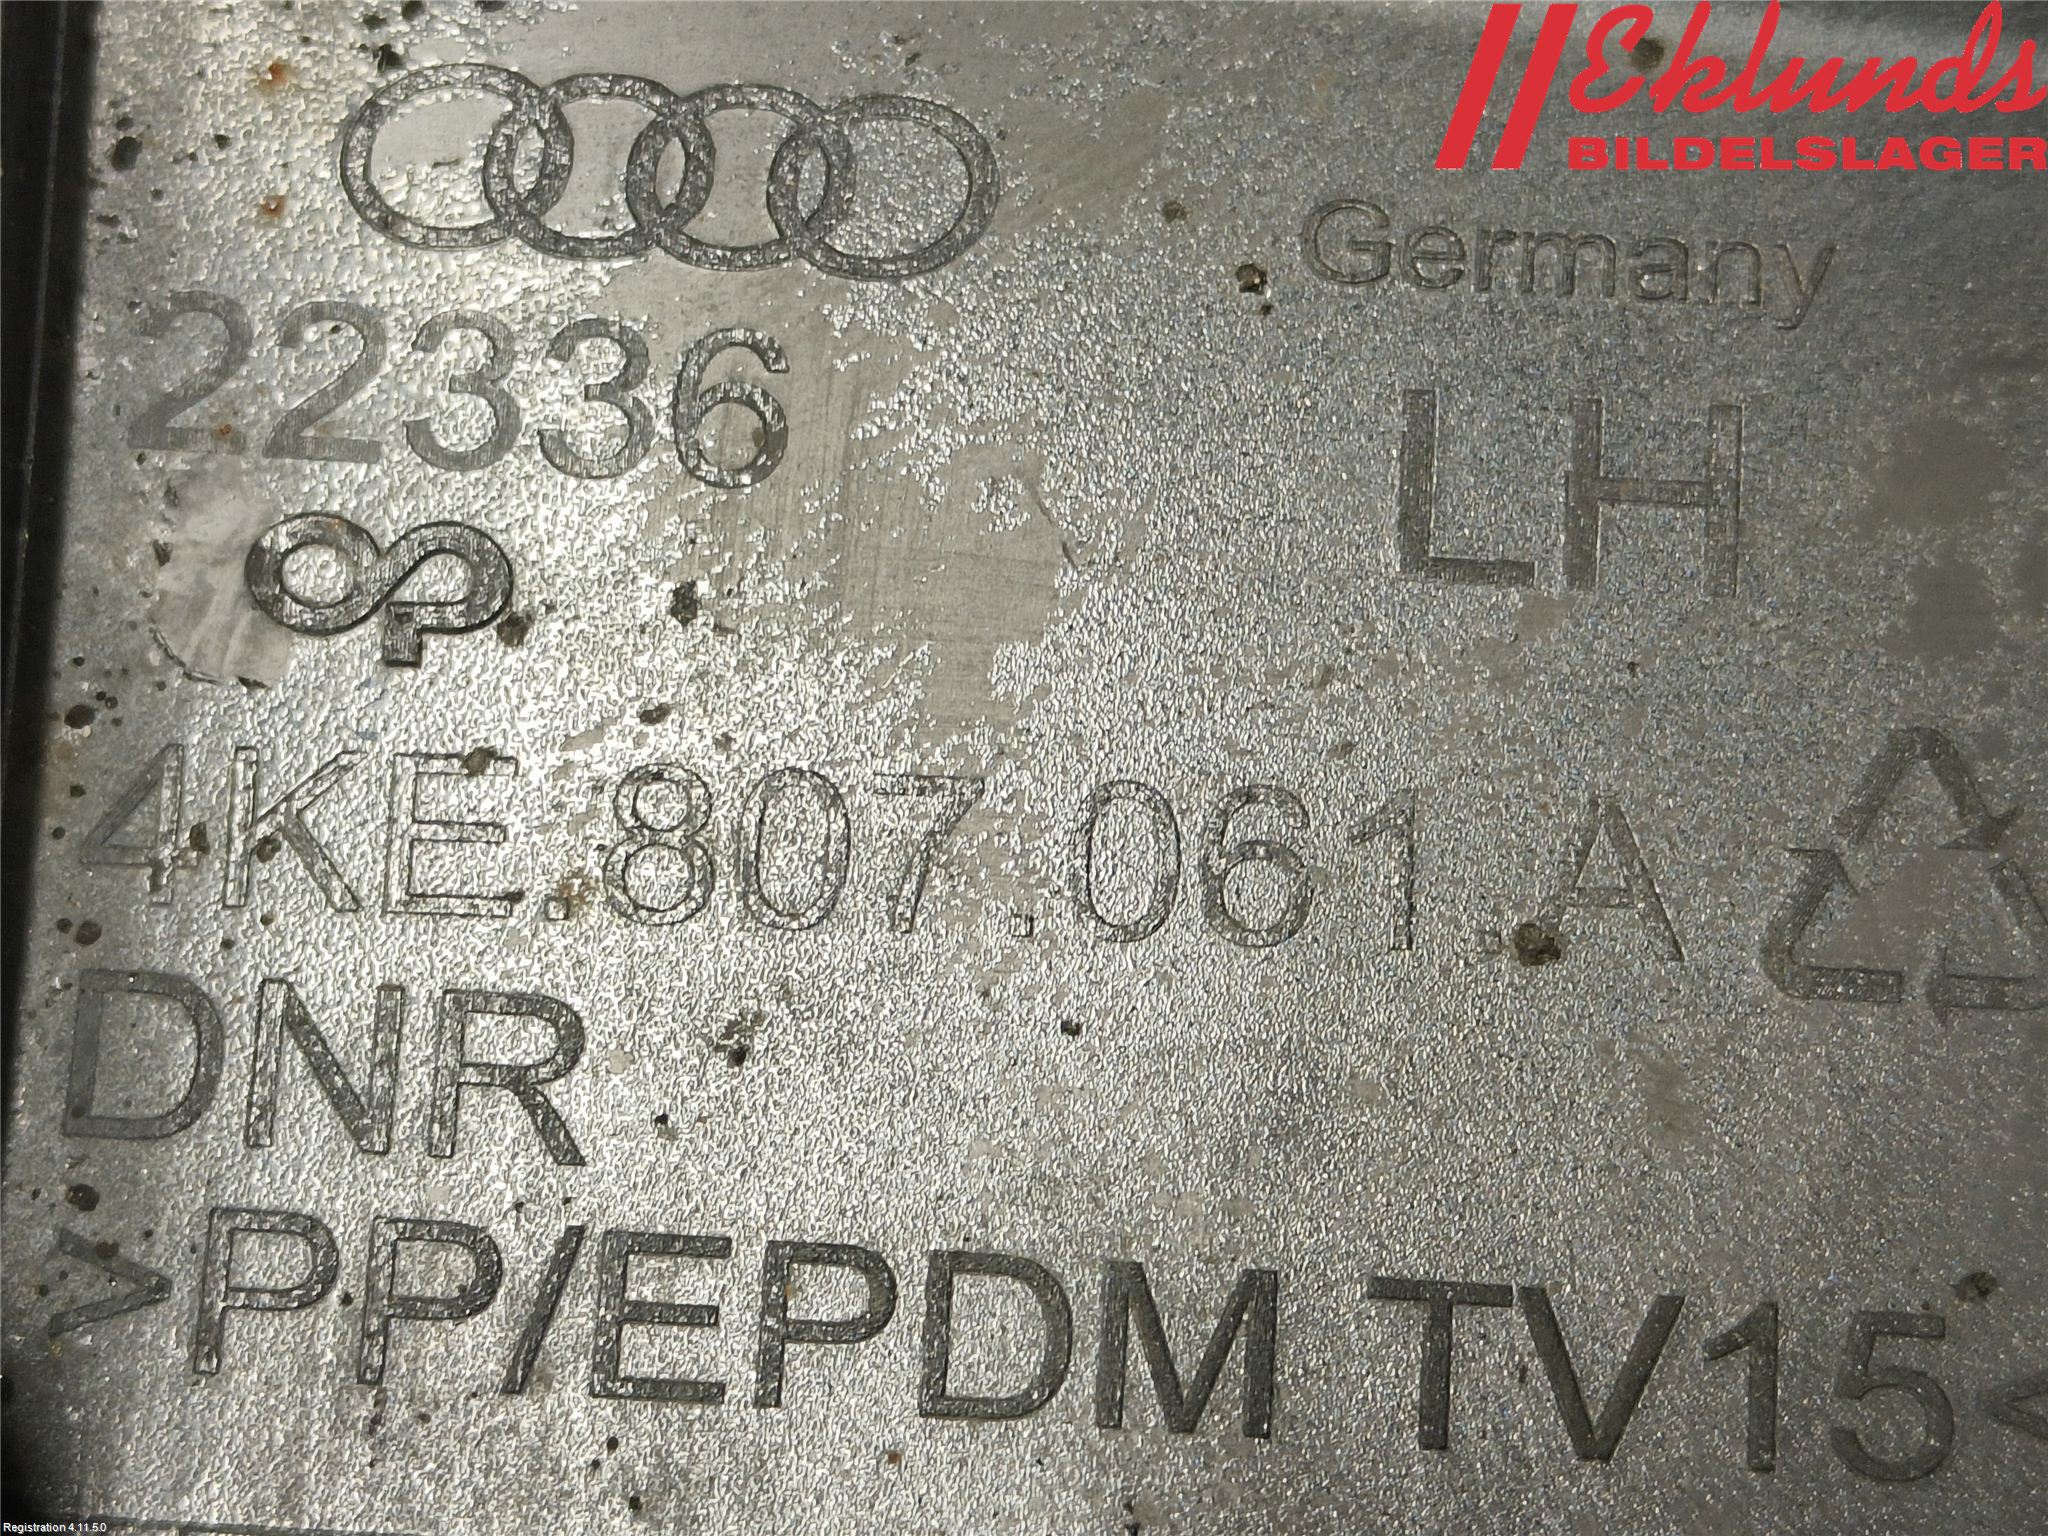 Eklunds
BILDELSLAGER
Germany
22336
LH
4KE.807.061.A
DNR
>PP/EPDM TV15<
Registration 4.11.5.0